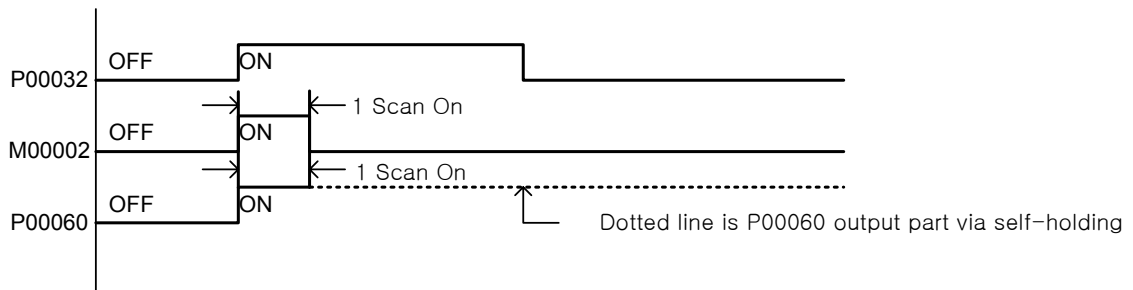 OFF
ON
P00032
1 Scan On
OFF
ON
M00002
1 Scan On
OFF
ON
P00060
Dotted line is P00060 output part via self-holding